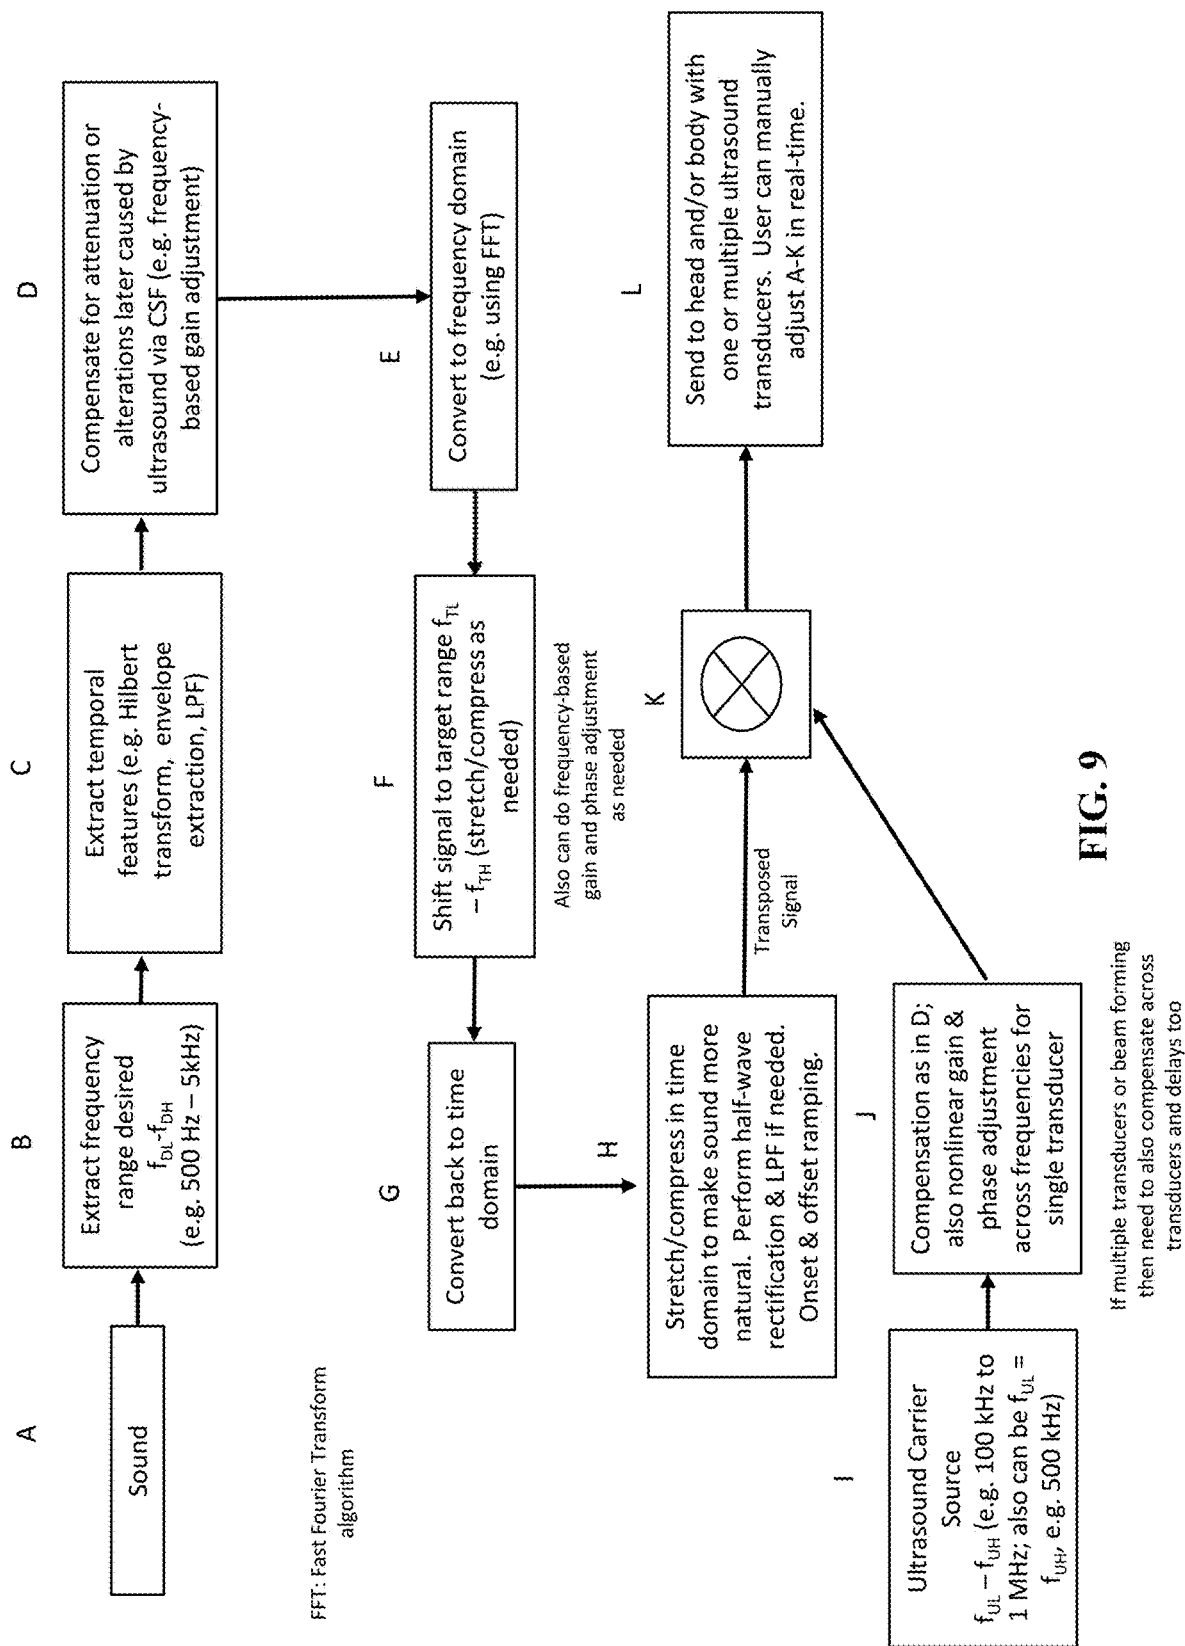 A
Sound
B
Extract frequency
range desired
f_DL-f_DH
(e.g. 500 Hz – 5kHz)
C
Extract temporal
features (e.g. Hilbert
transform, envelope
extraction, LPF)
D
Compensate for attenuation or
alterations later caused by
ultrasound via CSF (e.g. frequency-
based gain adjustment)
E
Convert to frequency domain
(e.g. using FFT)
F
Shift signal to target range f_TL
– f_TH (stretch/compress as
needed)
Also can do frequency-based
gain and phase adjustment
as needed
G
Convert back to time
domain
FFT: Fast Fourier Transform
algorithm
H
Stretch/compress in time
domain to make sound more
natural. Perform half-wave
rectification & LPF if needed.
Onset & offset ramping.
Transposed
Signal
K
L
Send to head and/or body with
one or multiple ultrasound
transducers. User can manually
adjust A-K in real-time.
I
Ultrasound Carrier
Source
f_UL – f_UH (e.g. 100 kHz to
1 MHz; also can be f_UL =
f_UH, e.g. 500 kHz)
J
Compensation as in D;
also nonlinear gain &
phase adjustment
across frequencies for
single transducer
If multiple transducers or beam forming
then need to also compensate across
transducers and delays too
FIG. 9